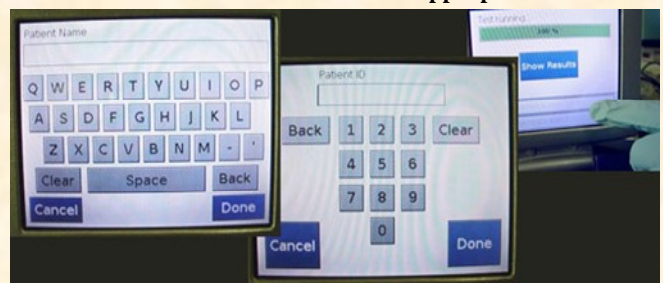 Patient Name
Q W E R T Y U I O P
A S D F G H J K L
Z X C V B N M - '
Clear Space Back
Cancel Done
Patient ID
Back 1 2 3 Clear
4 5 6
7 8 9
0
Cancel Done
Test running
100 %
Show Results